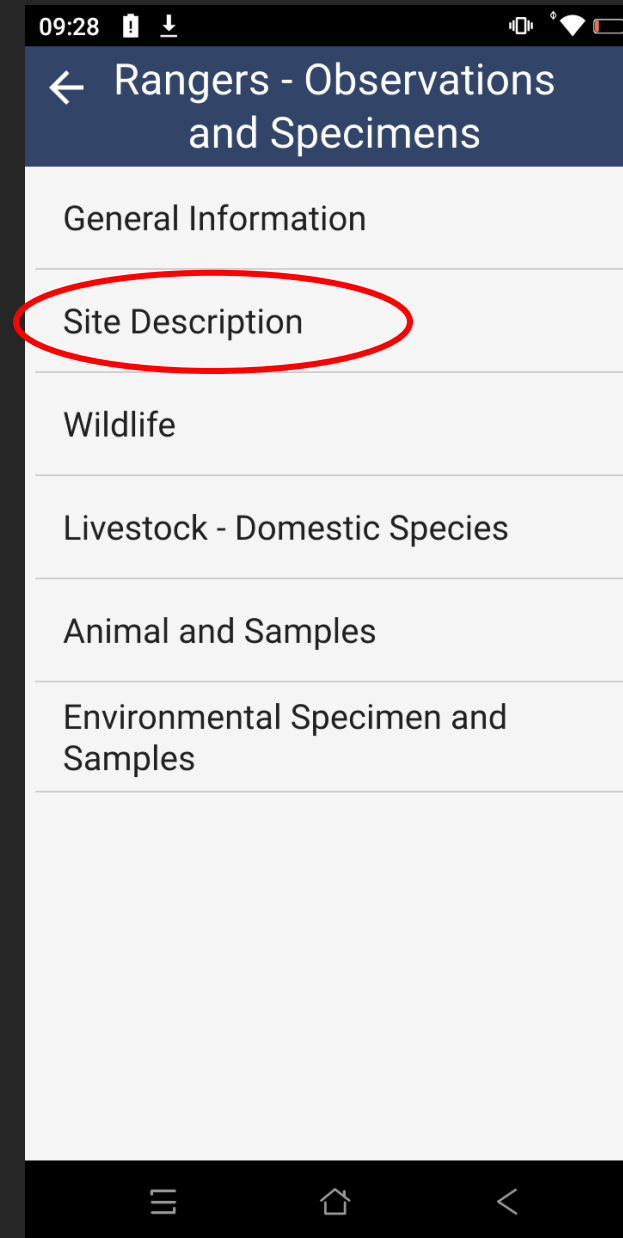 09:28
Rangers - Observations
and Specimens
General Information
Site Description
Wildlife
Livestock - Domestic Species
Animal and Samples
Environmental Specimen and
Samples